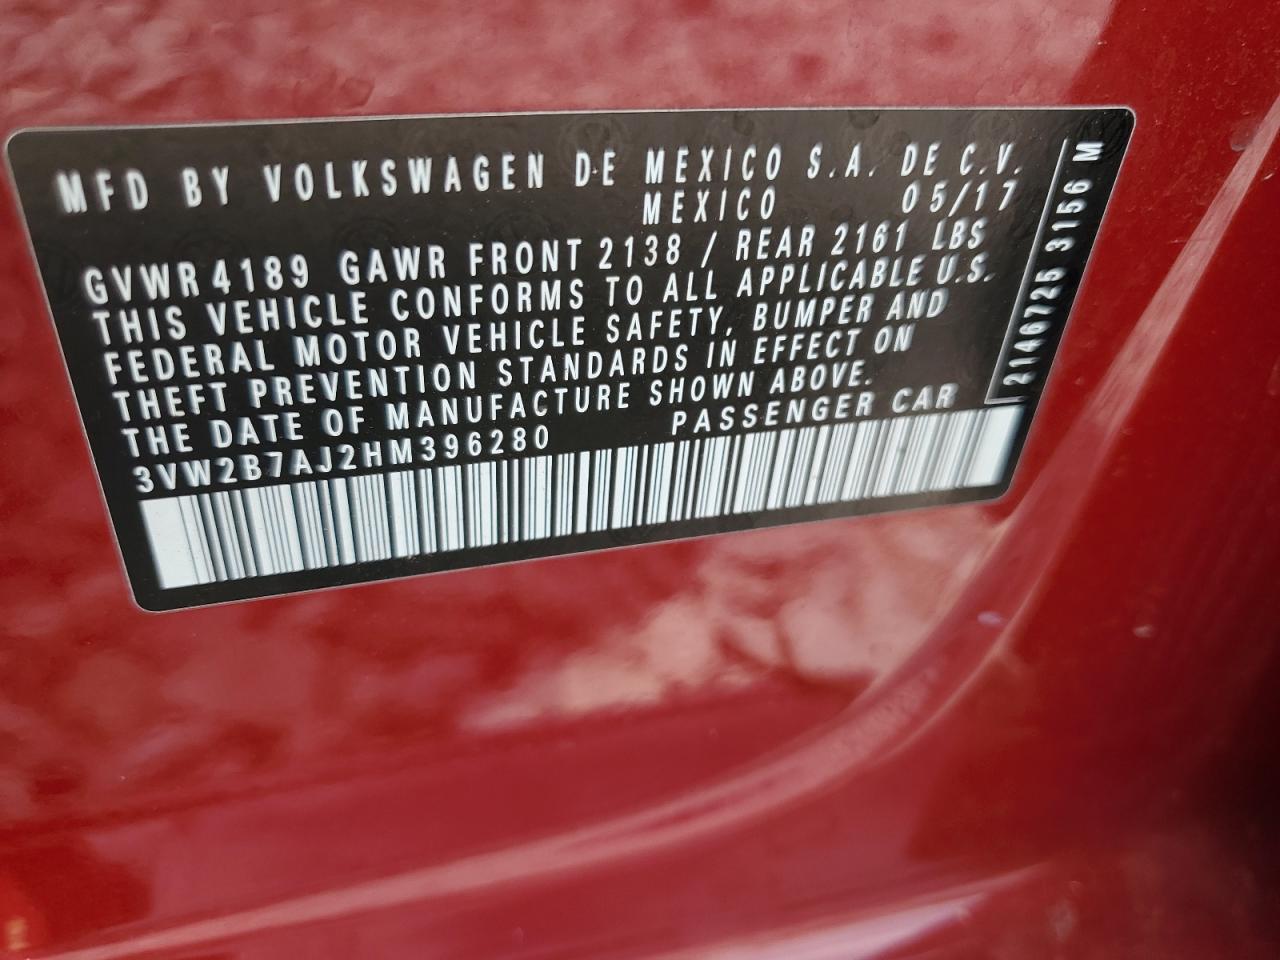 MFD BY VOLKSWAGEN DE MEXICO S.A. DE C.V.
MEXICO 05/17
GVWR 4189 GAWR FRONT 2138 / REAR 2161 LBS
THIS VEHICLE CONFORMS TO ALL APPLICABLE U.S.
FEDERAL MOTOR VEHICLE SAFETY, BUMPER AND
THEFT PREVENTION STANDARDS IN EFFECT ON
THE DATE OF MANUFACTURE SHOWN ABOVE.
3VW2B7AJ2HM396280 PASSENGER CAR
2146725 3156 M